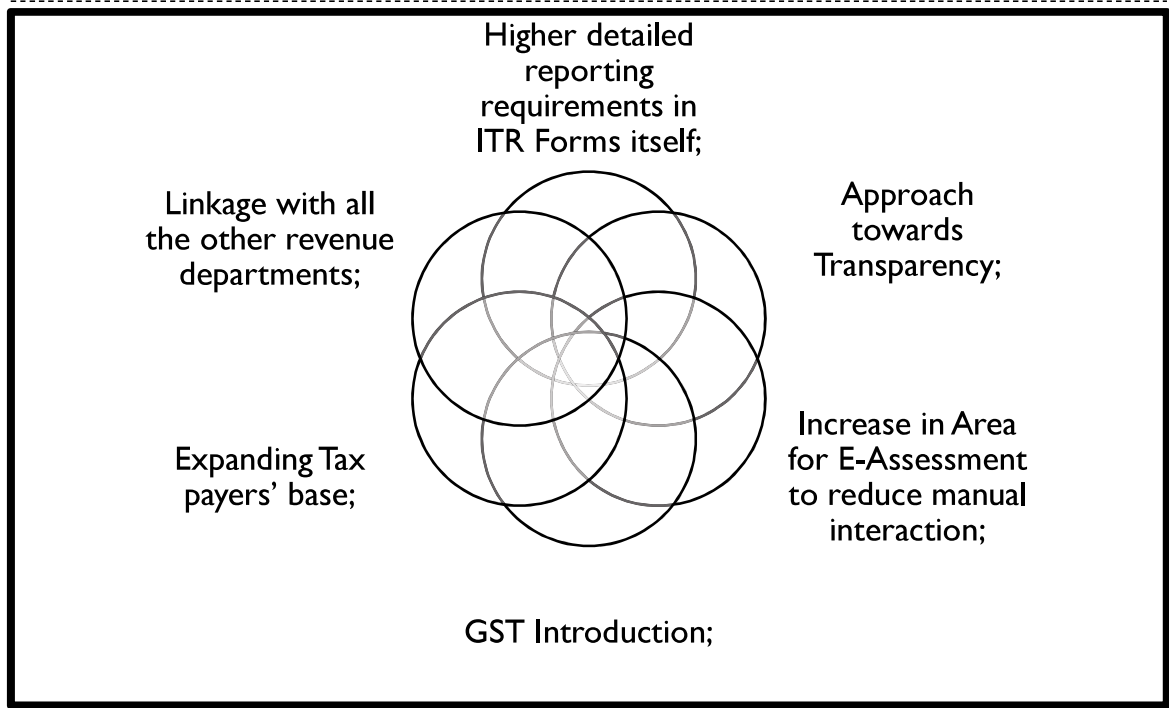 Higher detailed
reporting
requirements in
ITR Forms itself;
Approach
towards
Transparency;
Increase in Area
for E-Assessment
to reduce manual
interaction;
GST Introduction;
Expanding Tax
payers’ base;
Linkage with all
the other revenue
departments;